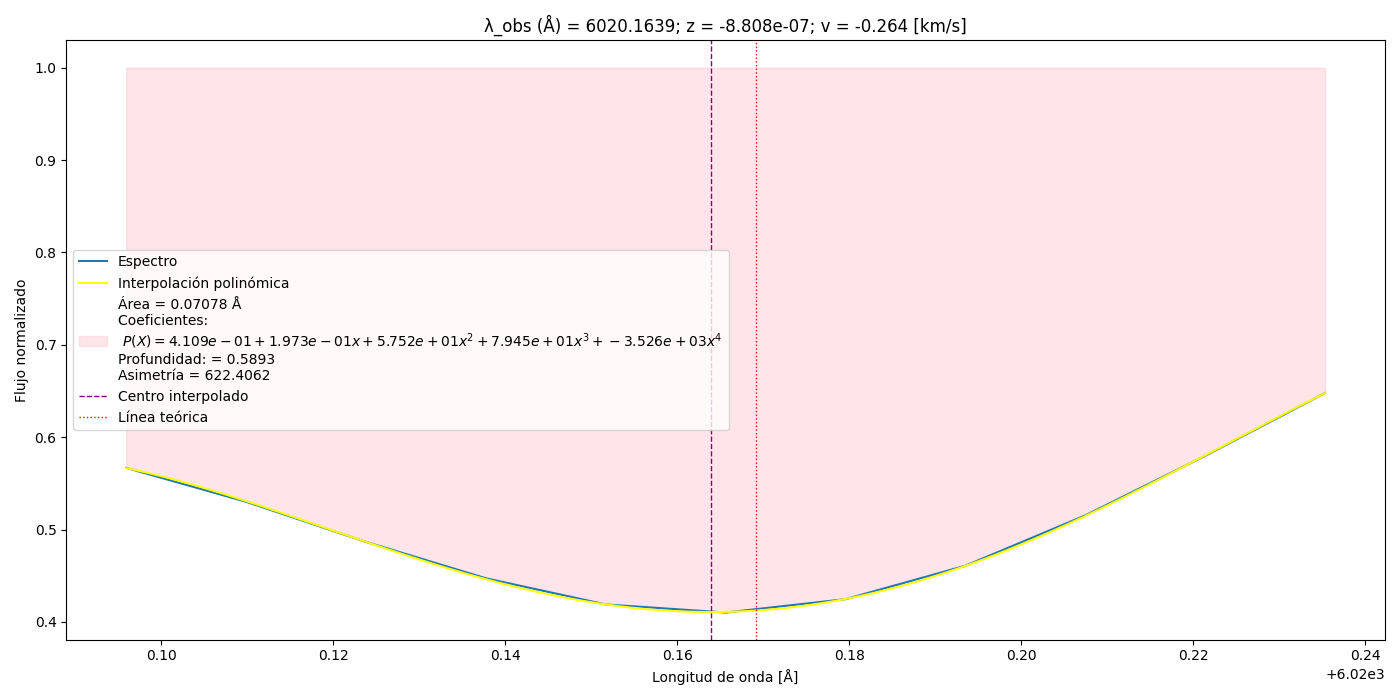 λ_obs (Å) = 6020.1639; z = -8.808e-07; v = -0.264 [km/s]
Flujo normalizado
1.0
0.9
0.8
0.7
0.6
0.5
0.4
Espectro
Interpolación polinómica
Área = 0.07078 Å
Coeficientes:
P(X) = 4.109e − 01 + 1.973e − 01x + 5.752e + 01x² + 7.945e + 01x³ + −3.526e + 03x⁴
Profundidad: = 0.5893
Asimetría = 622.4062
Centro interpolado
Línea teórica
0.10 0.12 0.14 0.16 0.18 0.20 0.22 0.24
+6.02e3
Longitud de onda [Å]